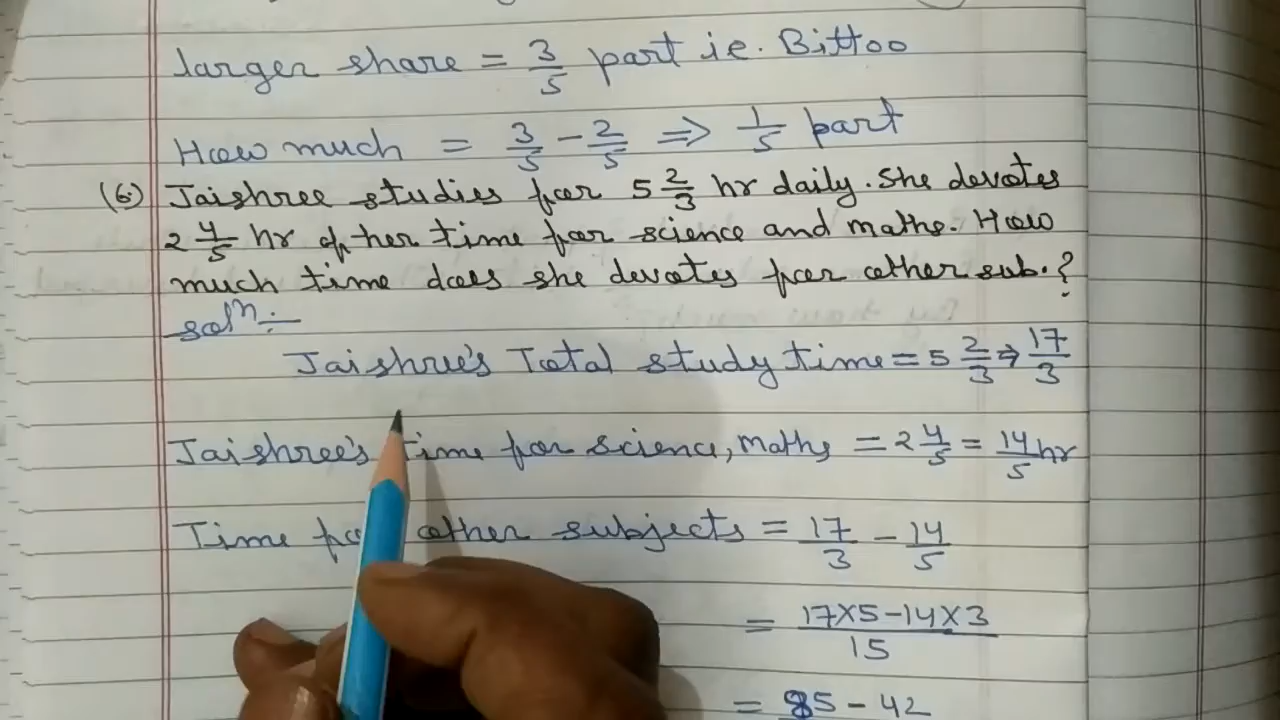 larger share = 3/5 part ie. Bittoo
How much = 3/5 - 2/5 ⇒ 1/5 part
(6) Jaishree studies for 5 2/3 hr daily. She devotes
2 4/5 hr of her time for science and maths. How
much time does she devotes for other sub.?
solⁿ:-
Jaishree's Total study time = 5 2/3 ⇒ 17/3
Jaishree's time for science, Maths = 2 4/5 = 14/5 hr
Time for other subjects = 17/3 - 14/5
= 17×5-14×3/15
= 85 - 42